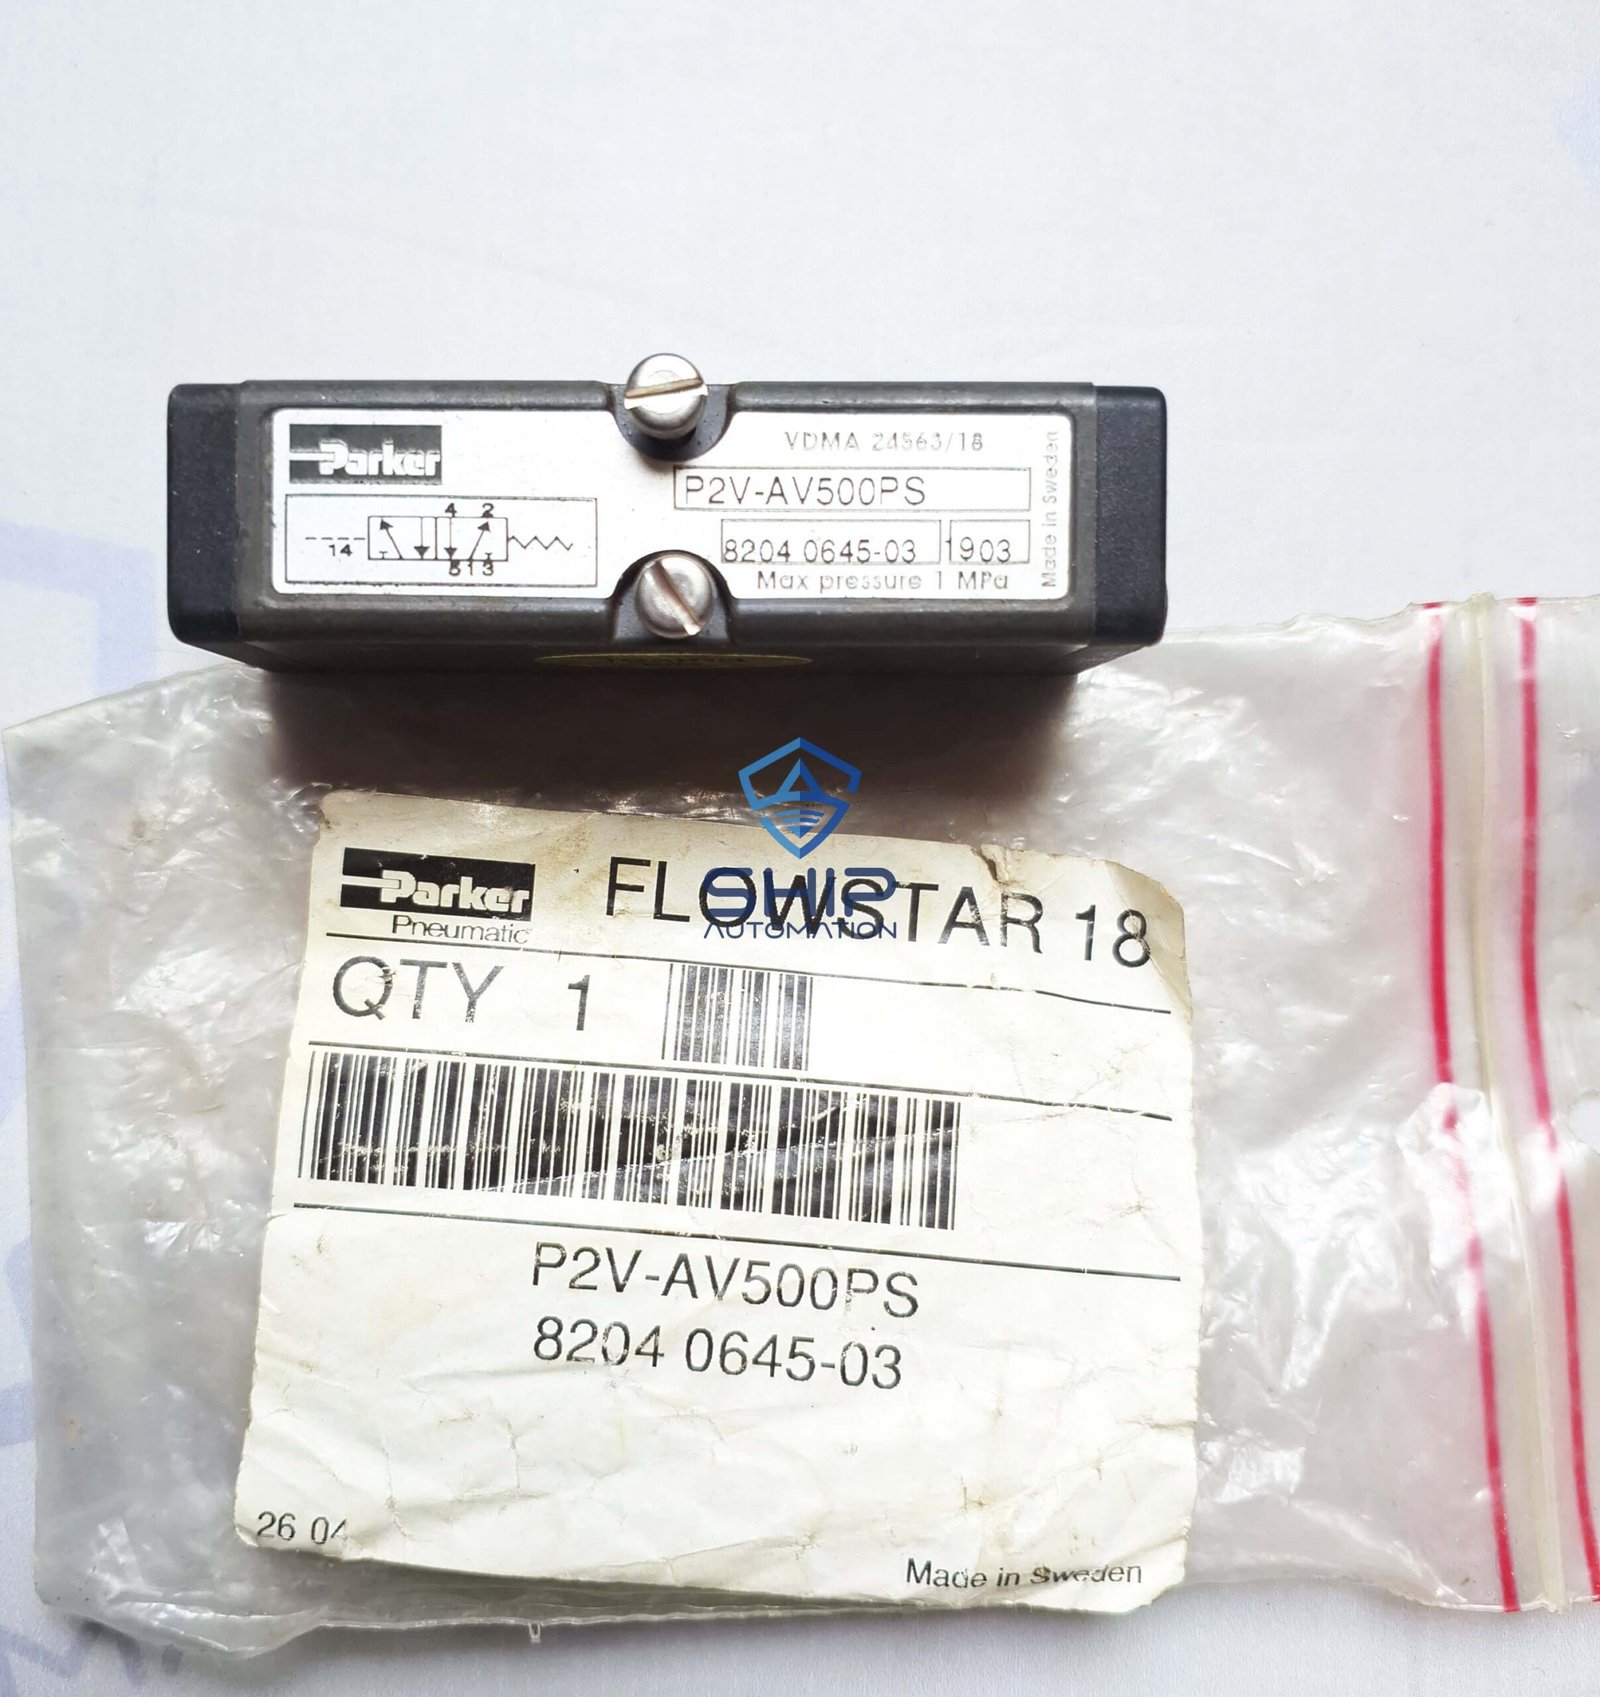 Parker
VDMA 24563/18
P2V-AV500PS
4 2
14
5 1 3
8204 0645-03 1903
Max pressure 1 MPa
Made in Sweden
SHIP
AUTOMATION
Parker
Pneumatic
FLOWSTAR 18
QTY 1
P2V-AV500PS
8204 0645-03
26 04
Made in Sweden